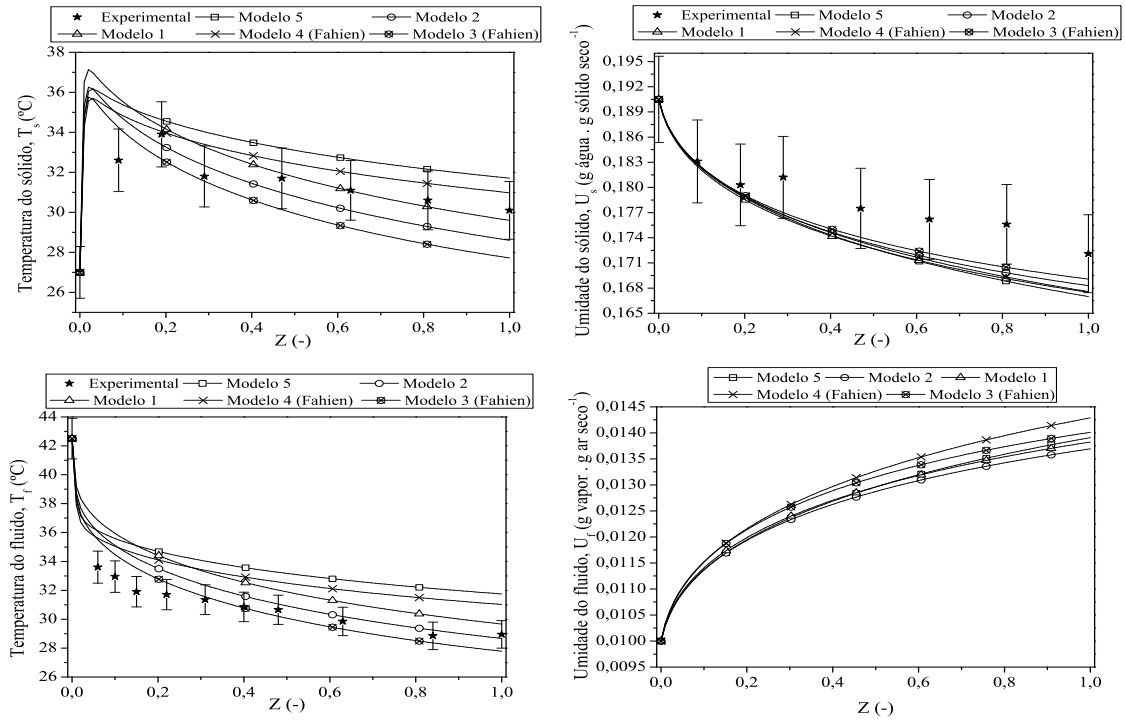 Experimental Modelo 5 Modelo 2
Modelo 1 Modelo 4 (Fahien) Modelo 3 (Fahien)
Temperatura do sólido, Ts (ºC)
38
36
34
32
30
28
26
0,0 0,2 0,4 0,6 0,8 1,0
Z (-)
Experimental Modelo 5 Modelo 2
Modelo 1 Modelo 4 (Fahien) Modelo 3 (Fahien)
Umidade do sólido, Us (g água . g sólido seco-1)
0,195
0,192
0,189
0,186
0,183
0,180
0,177
0,174
0,171
0,168
0,165
0,0 0,2 0,4 0,6 0,8 1,0
Z (-)
Experimental Modelo 5 Modelo 2
Modelo 1 Modelo 4 (Fahien) Modelo 3 (Fahien)
Temperatura do fluido, Tf (ºC)
44
42
40
38
36
34
32
30
28
26
0,0 0,2 0,4 0,6 0,8 1,0
Z (-)
Modelo 5 Modelo 2 Modelo 1
Modelo 4 (Fahien) Modelo 3 (Fahien)
Umidade do fluido, Uf (g vapor . g ar seco-1)
0,0145
0,0140
0,0135
0,0130
0,0125
0,0120
0,0115
0,0110
0,0105
0,0100
0,0095
0,0 0,2 0,4 0,6 0,8 1,0
Z (-)